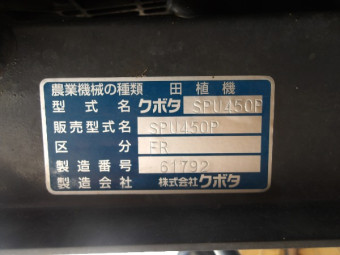 農業機械の種類 田植機
型式名 クボタ SPU450P
販売型式名 SPU450P
区分 FR
製造番号 61792
製造会社 株式会社クボタ